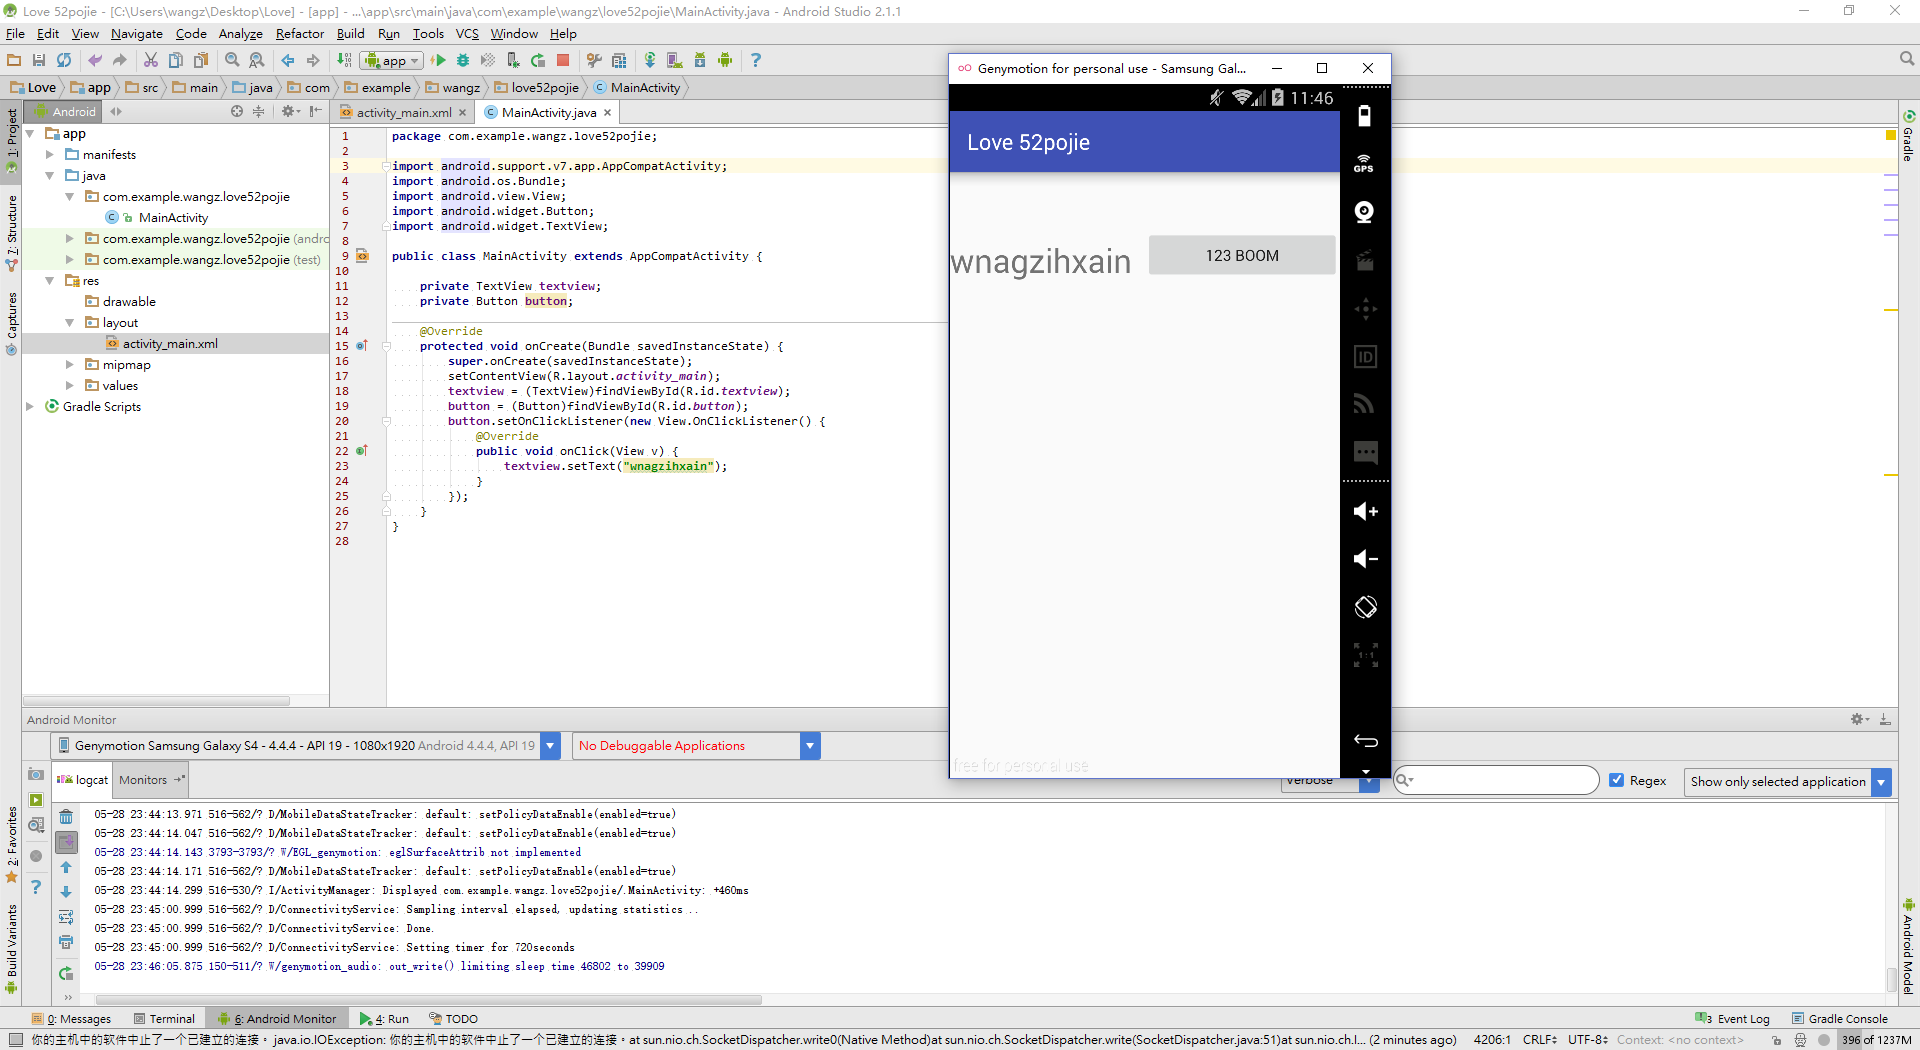 Love 52pojie - [C:\Users\wangz\Desktop\Love] - [app] - ...\app\src\main\java\com\example\wangz\love52pojie\MainActivity.java - Android Studio 2.1.1
File Edit View Navigate Code Analyze Refactor Build Run Tools VCS Window Help
app
Love app src main java com example wangz love52pojie MainActivity
Android
activity_main.xml
MainActivity.java
1: Project
7: Structure
Captures
2: Favorites
Build Variants
app
manifests
java
com.example.wangz.love52pojie
MainActivity
com.example.wangz.love52pojie (andro
com.example.wangz.love52pojie (test)
res
drawable
layout
activity_main.xml
mipmap
values
Gradle Scripts
1 package com.example.wangz.love52pojie;
2
3 import android.support.v7.app.AppCompatActivity;
4 import android.os.Bundle;
5 import android.view.View;
6 import android.widget.Button;
7 import android.widget.TextView;
8
9 public class MainActivity extends AppCompatActivity {
10
11 private TextView textview;
12 private Button button;
13
14 @Override
15 protected void onCreate(Bundle savedInstanceState) {
16 super.onCreate(savedInstanceState);
17 setContentView(R.layout.activity_main);
18 textview = (TextView)findViewById(R.id.textview);
19 button = (Button)findViewById(R.id.button);
20 button.setOnClickListener(new View.OnClickListener() {
21 @Override
22 public void onClick(View v) {
23 textview.setText("wnagzihxain");
24 }
25 });
26 }
27 }
28
Genymotion for personal use - Samsung Gal...
11:46
Love 52pojie
wnagzihxain
123 BOOM
free for personal use
GPS
ID
1:1
Gradle
Android Model
Android Monitor
Genymotion Samsung Galaxy S4 - 4.4.4 - API 19 - 1080x1920 Android 4.4.4, API 19
No Debuggable Applications
logcat
Monitors
Verbose
Regex
Show only selected application
05-28 23:44:13.971 516-562/? D/MobileDataStateTracker: default: setPolicyDataEnable(enabled=true)
05-28 23:44:14.047 516-562/? D/MobileDataStateTracker: default: setPolicyDataEnable(enabled=true)
05-28 23:44:14.143 3793-3793/? W/EGL_genymotion: eglSurfaceAttrib not implemented
05-28 23:44:14.171 516-562/? D/MobileDataStateTracker: default: setPolicyDataEnable(enabled=true)
05-28 23:44:14.299 516-530/? I/ActivityManager: Displayed com.example.wangz.love52pojie/.MainActivity: +460ms
05-28 23:45:00.999 516-562/? D/ConnectivityService: Sampling interval elapsed, updating statistics ..
05-28 23:45:00.999 516-562/? D/ConnectivityService: Done.
05-28 23:45:00.999 516-562/? D/ConnectivityService: Setting timer for 720seconds
05-28 23:46:05.875 150-511/? W/genymotion_audio: out_write() limiting sleep time 46802 to 39909
0: Messages
Terminal
6: Android Monitor
4: Run
TODO
3 Event Log
Gradle Console
你的主机中的软件中止了一个已建立的连接。 java.io.IOException: 你的主机中的软件中止了一个已建立的连接。at sun.nio.ch.SocketDispatcher.write0(Native Method)at sun.nio.ch.SocketDispatcher.write(SocketDispatcher.java:51)at sun.nio.ch.I... (2 minutes ago)
4206:1 CRLF UTF-8 Context: <no context> 396 of 1237M